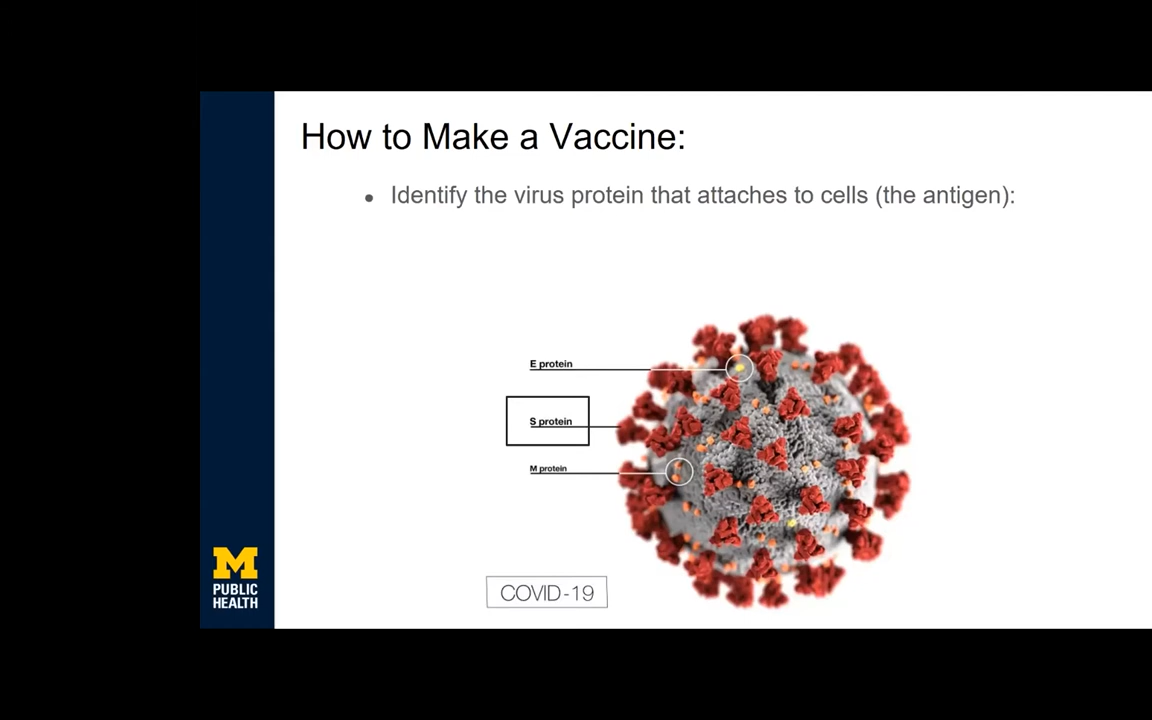 How to Make a Vaccine:
• Identify the virus protein that attaches to cells (the antigen):
E protein
S protein
M protein
COVID-19
M
PUBLIC
HEALTH